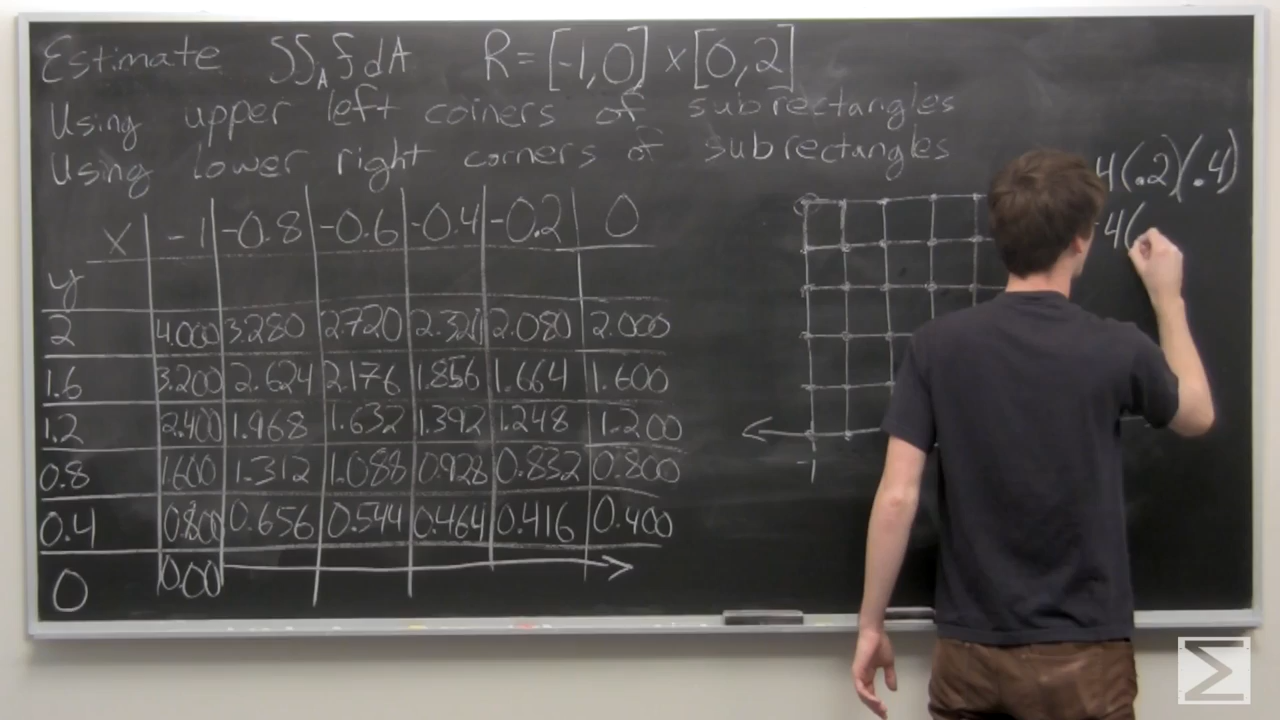 Estimate ∬_A f dA R = [-1,0] × [0,2]
Using upper left corners of subrectangles
Using lower right corners of subrectangles
x -1 -0.8 -0.6 -0.4 -0.2 0
y
2 4.000 3.280 2.720 2.320 2.080 2.000
1.6 3.200 2.624 2.176 1.856 1.664 1.600
1.2 2.400 1.968 1.632 1.392 1.248 1.200
0.8 1.600 1.312 1.088 0.928 0.832 0.800
0.4 0.800 0.656 0.544 0.464 0.416 0.400
0 0.00
-1
4(.2)(.4)
4(
Σ